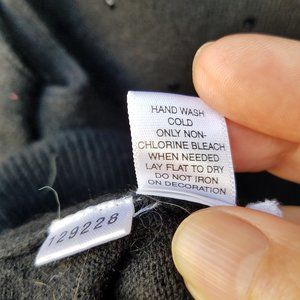 HAND WASH
COLD
ONLY NON-
CHLORINE BLEACH
WHEN NEEDED
LAY FLAT TO DRY
DO NOT IRON
ON DECORATION
129228